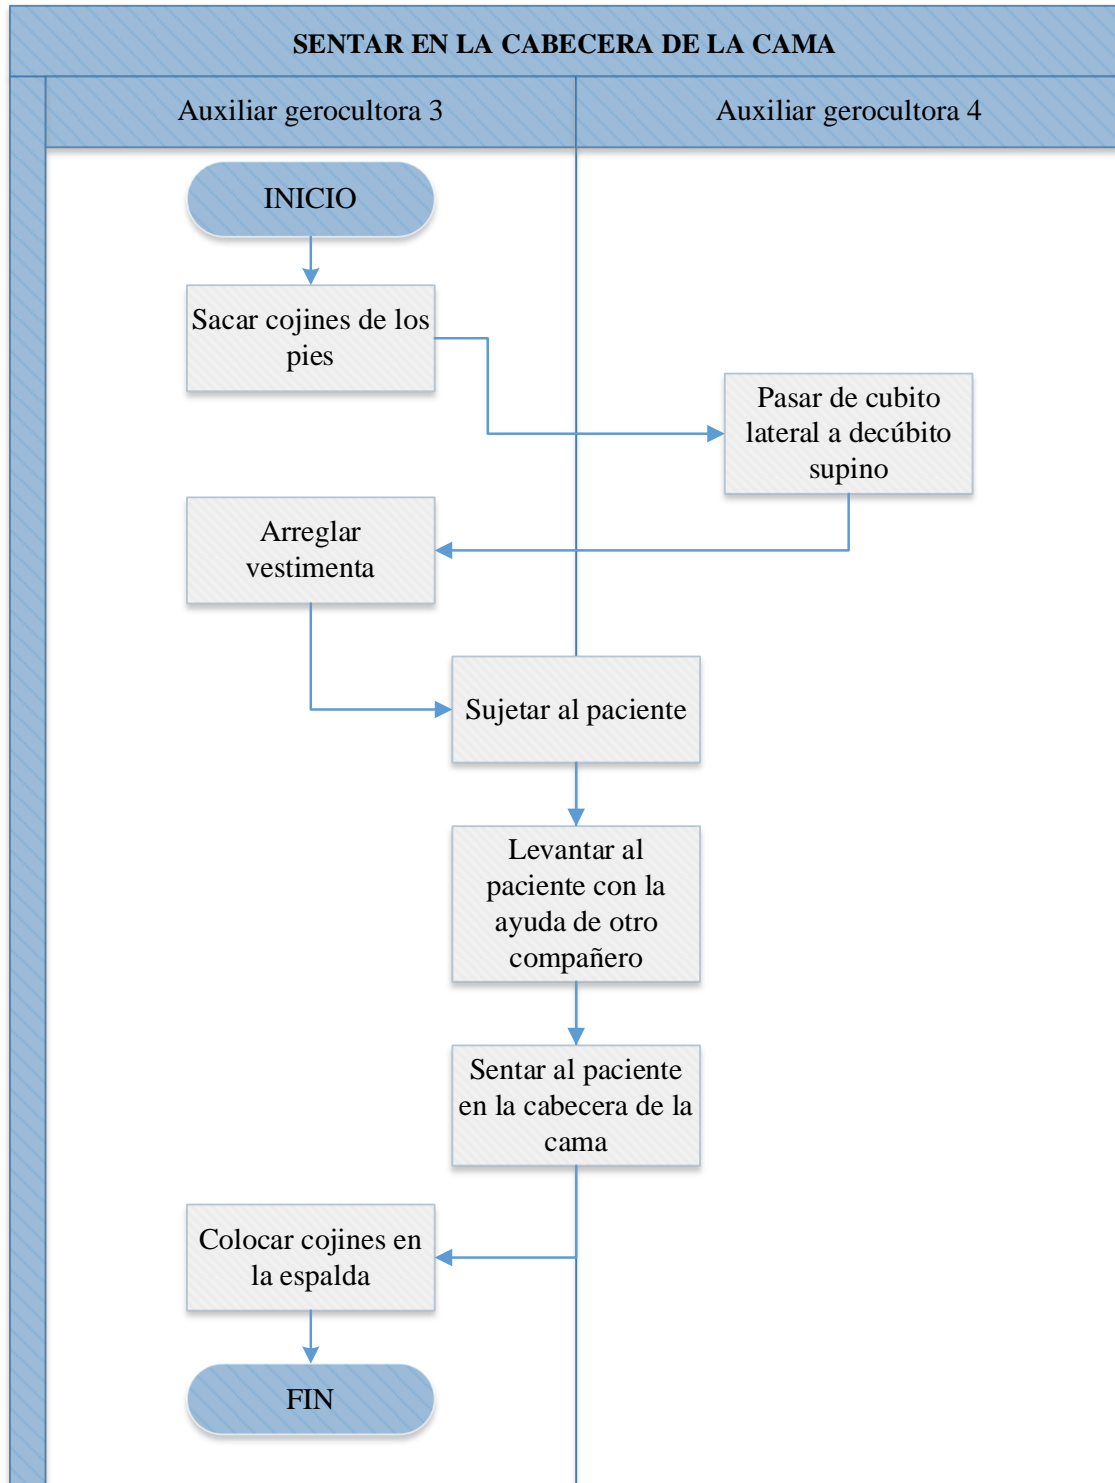 SENTAR EN LA CABECERA DE LA CAMA
Auxiliar gerocultora 3
Auxiliar gerocultora 4
INICIO
Sacar cojines de los
pies
Pasar de cubito
lateral a decúbito
supino
Arreglar
vestimenta
Sujetar al paciente
Levantar al
paciente con la
ayuda de otro
compañero
Sentar al paciente
en la cabecera de la
cama
Colocar cojines en
la espalda
FIN